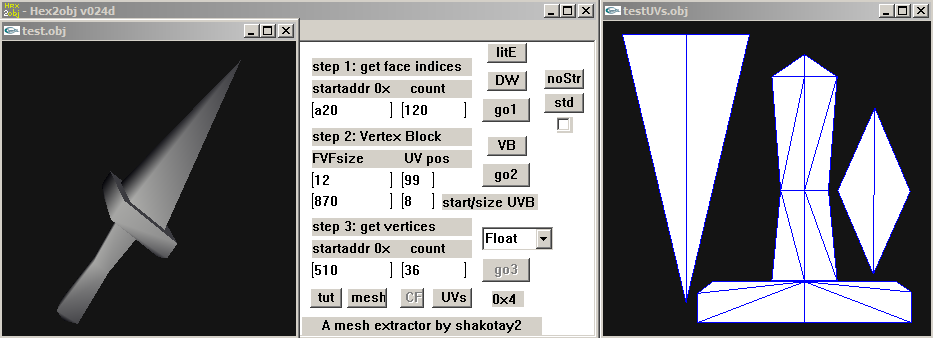 Hex 2obj - Hex2obj v024d
test.obj
testUVs.obj
litE
step 1: get face indices
noStr
startaddr 0x count
DW
std
[a20 ] [120 ]
go1
step 2: Vertex Block
VB
FVFsize UV pos
go2
[12 ] [99 ]
[870 ] [8 ] start/size UVB
step 3: get vertices
Float
startaddr 0x count
[510 ] [36 ]
go3
tut mesh CF UVs 0x4
A mesh extractor by shakotay2